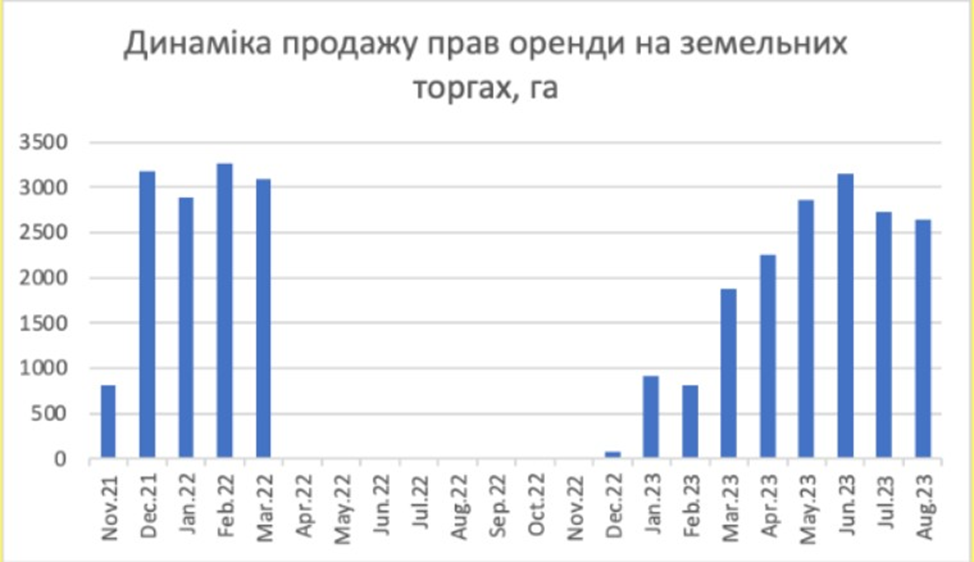 Динаміка продажу прав оренди на земельних
торгах, га
3500
3000
2500
2000
1500
1000
500
0
Nov.21
Dec.21
Jan.22
Feb.22
Mar.22
Apr.22
May.22
Jun.22
Jul.22
Aug.22
Sep.22
Oct.22
Nov.22
Dec.22
Jan.23
Feb.23
Mar.23
Apr.23
May.23
Jun.23
Jul.23
Aug.23